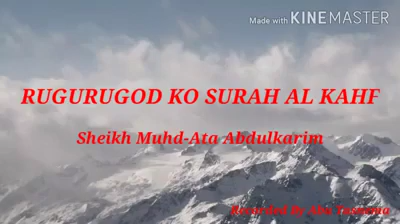 Made with KINEMASTER
RUGURUGOD KO SURAH AL KAHF
Sheikh Muhd-Ata Abdulkarim
Recorded By Abu